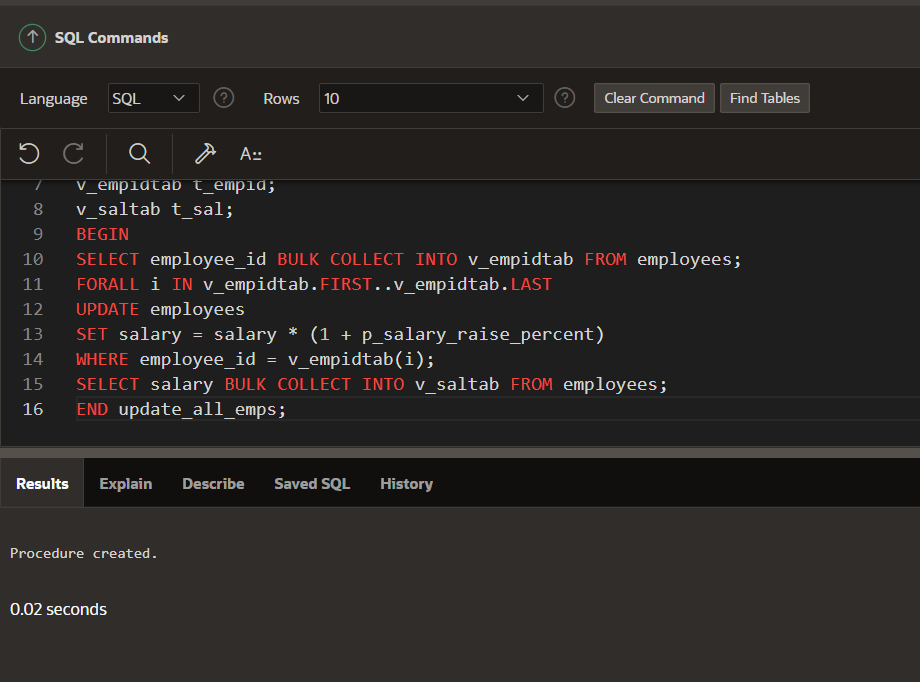 SQL Commands
Language SQL Rows 10 Clear Command Find Tables
A::
7 v_empidtab t_empid;
8 v_saltab t_sal;
9 BEGIN
10 SELECT employee_id BULK COLLECT INTO v_empidtab FROM employees;
11 FORALL i IN v_empidtab.FIRST..v_empidtab.LAST
12 UPDATE employees
13 SET salary = salary * (1 + p_salary_raise_percent)
14 WHERE employee_id = v_empidtab(i);
15 SELECT salary BULK COLLECT INTO v_saltab FROM employees;
16 END update_all_emps;
Results Explain Describe Saved SQL History
Procedure created.
0.02 seconds